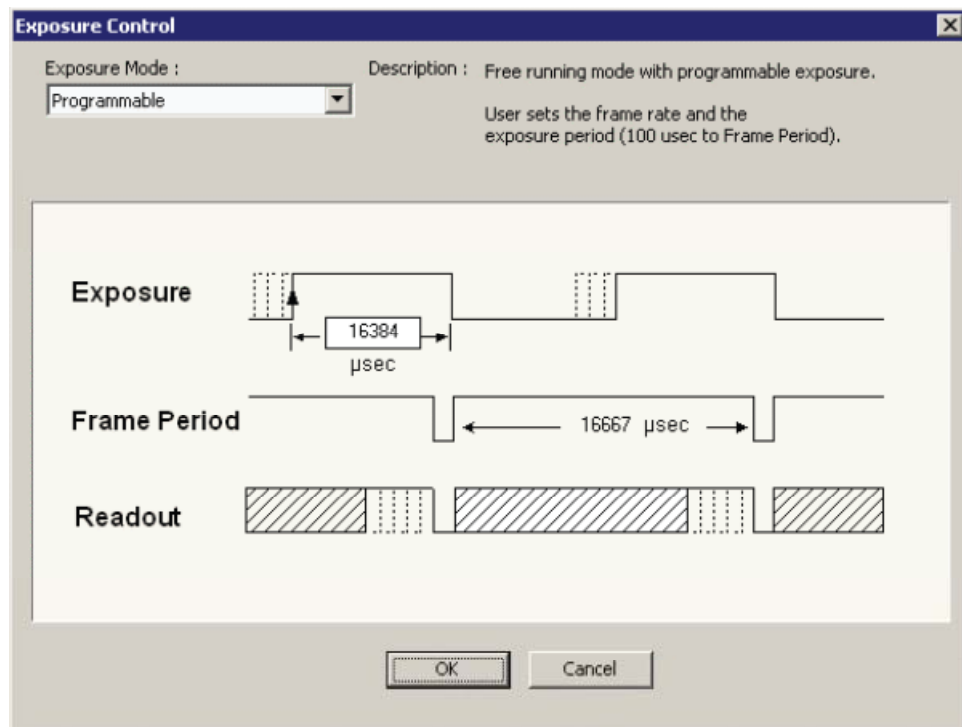 Exposure Control
Exposure Mode :
Programmable
Description :
Free running mode with programmable exposure.
User sets the frame rate and the
exposure period (100 usec to Frame Period).
Exposure
16384
µsec
Frame Period
16667 µsec
Readout
OK
Cancel